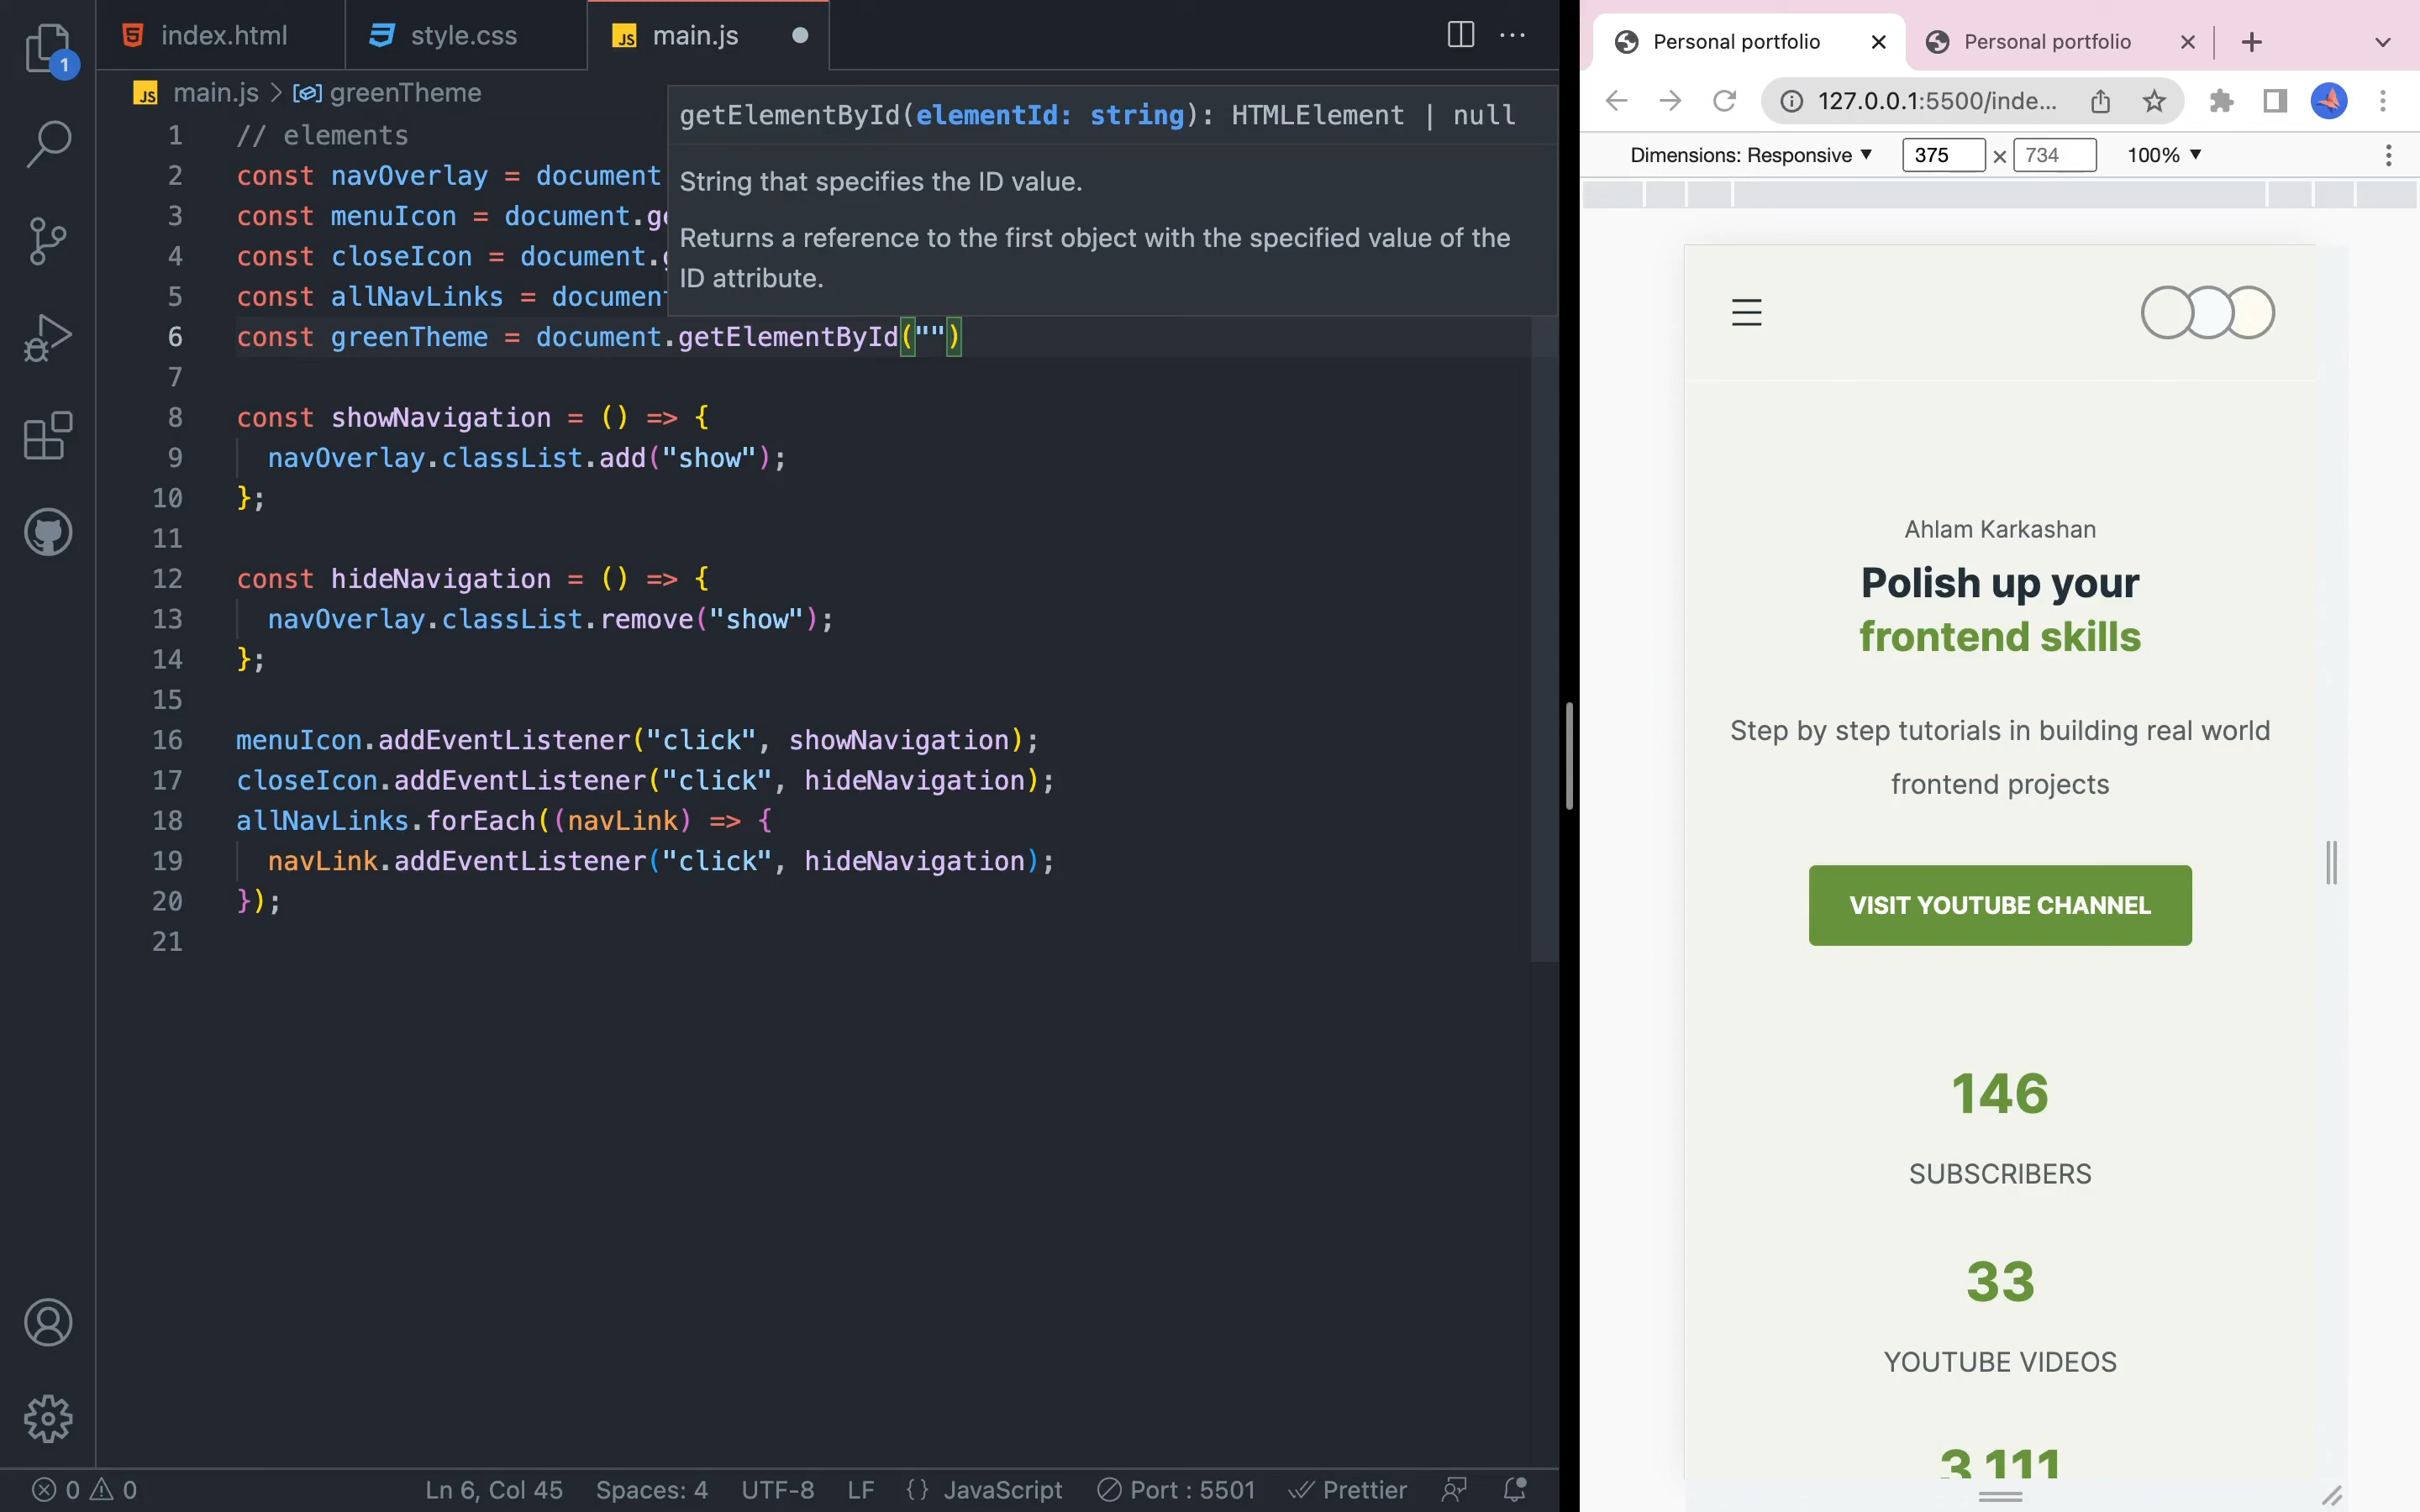 1
index.html
style.css
JS main.js
JS main.js > greenTheme
getElementById(elementId: string): HTMLElement | null
String that specifies the ID value.
Returns a reference to the first object with the specified value of the
ID attribute.
1 // elements
2 const navOverlay = document
3 const menuIcon = document.ge
4 const closeIcon = document.g
5 const allNavLinks = document
6 const greenTheme = document.getElementById("")
7
8 const showNavigation = () => {
9 navOverlay.classList.add("show");
10 };
11
12 const hideNavigation = () => {
13 navOverlay.classList.remove("show");
14 };
15
16 menuIcon.addEventListener("click", showNavigation);
17 closeIcon.addEventListener("click", hideNavigation);
18 allNavLinks.forEach((navLink) => {
19 navLink.addEventListener("click", hideNavigation);
20 });
21
0 0
Ln 6, Col 45
Spaces: 4
UTF-8
LF
{} JavaScript
Port : 5501
Prettier
Personal portfolio
Personal portfolio
127.0.0.1:5500/inde...
Dimensions: Responsive
375 × 734
100%
Ahlam Karkashan
Polish up your
frontend skills
Step by step tutorials in building real world
frontend projects
VISIT YOUTUBE CHANNEL
146
SUBSCRIBERS
33
YOUTUBE VIDEOS
3,111